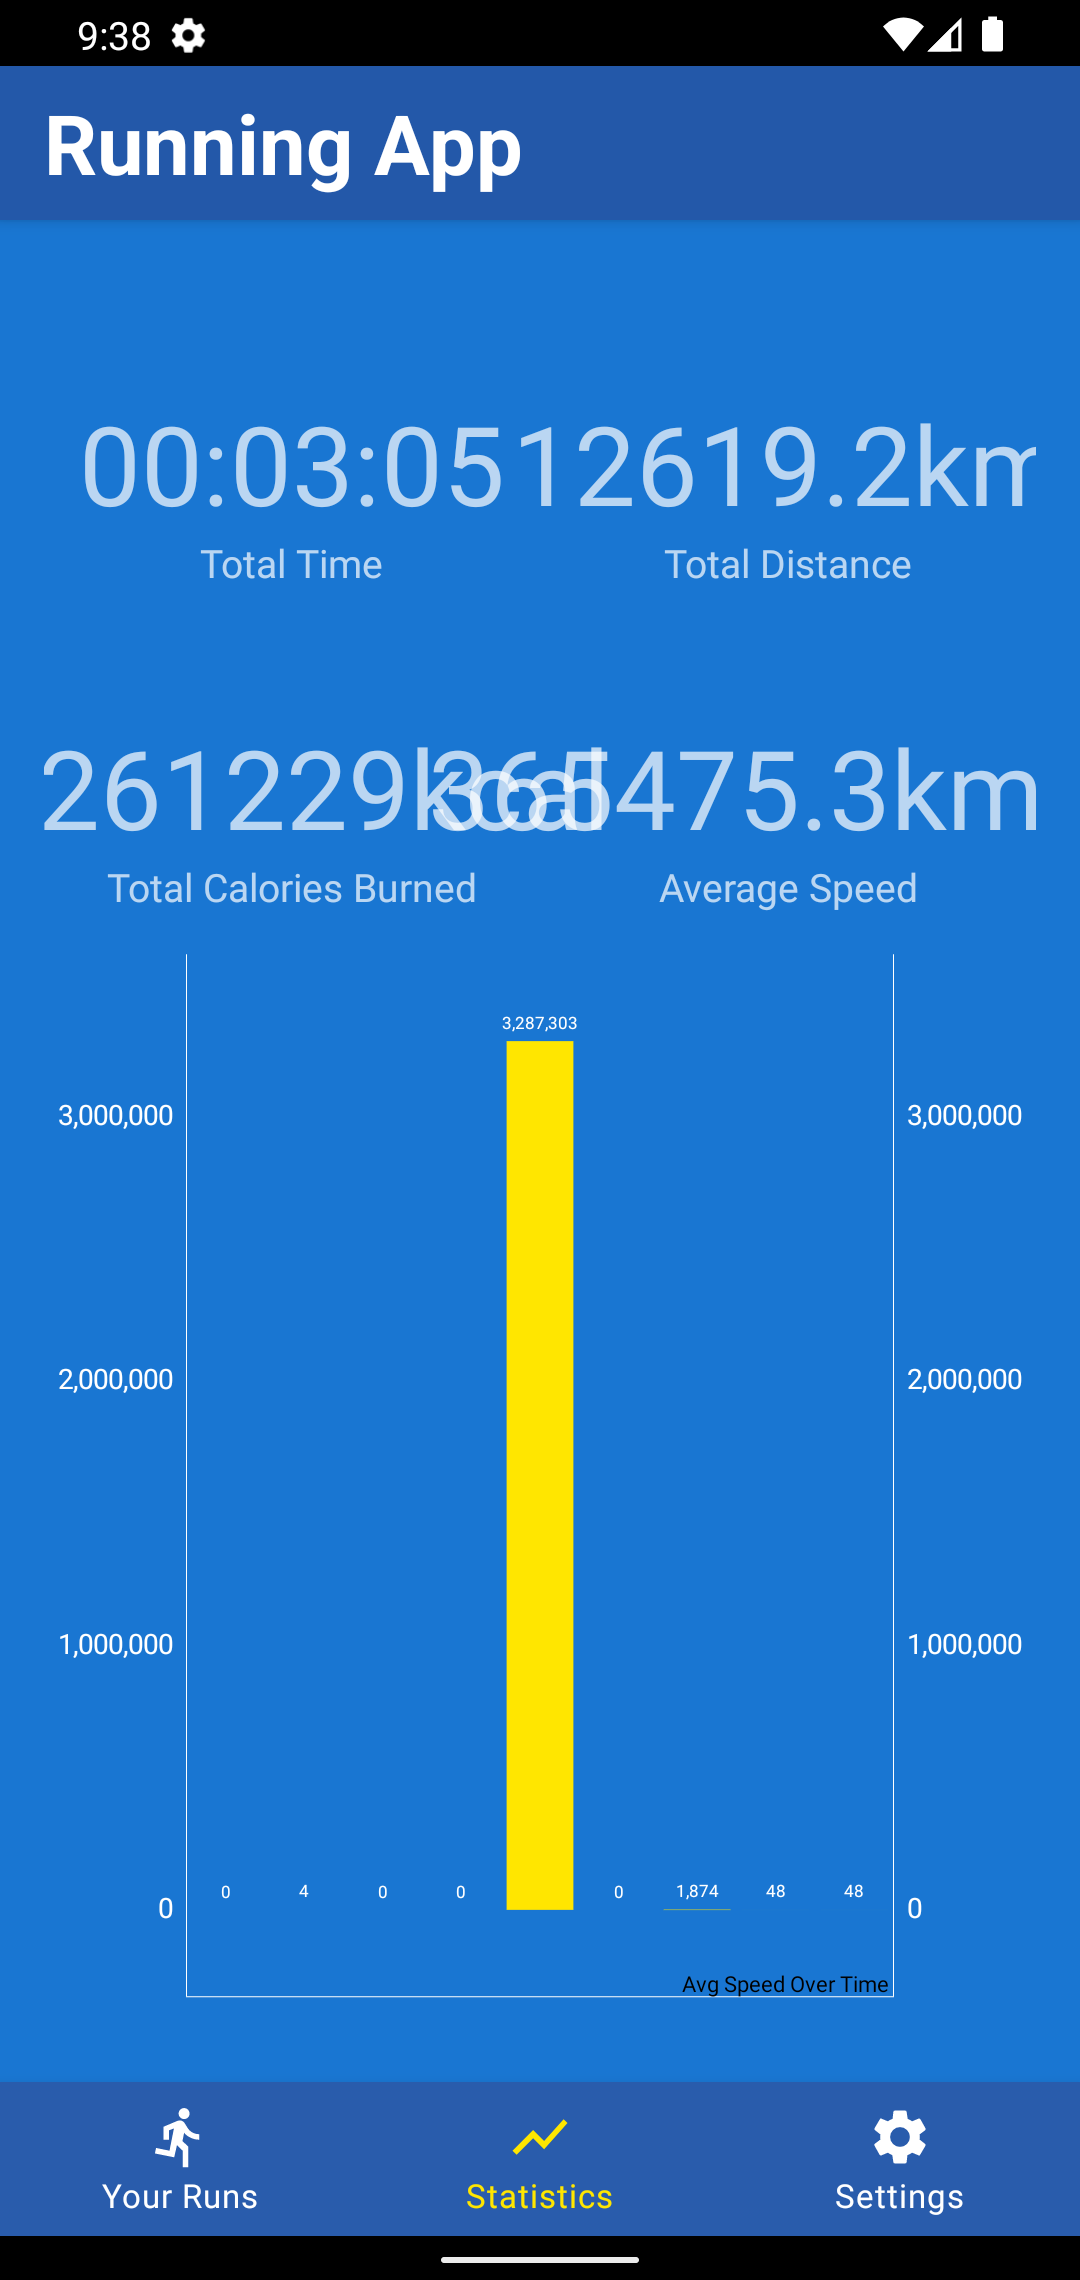 9:38
Running App
00:03:05 12619.2km
Total Time Total Distance
261229kcal 365475.3km
Total Calories Burned Average Speed
3,287,303
3,000,000 3,000,000
2,000,000 2,000,000
1,000,000 1,000,000
0 4 0 0 0 1,874 48 48
0 0
Avg Speed Over Time
Your Runs Statistics Settings